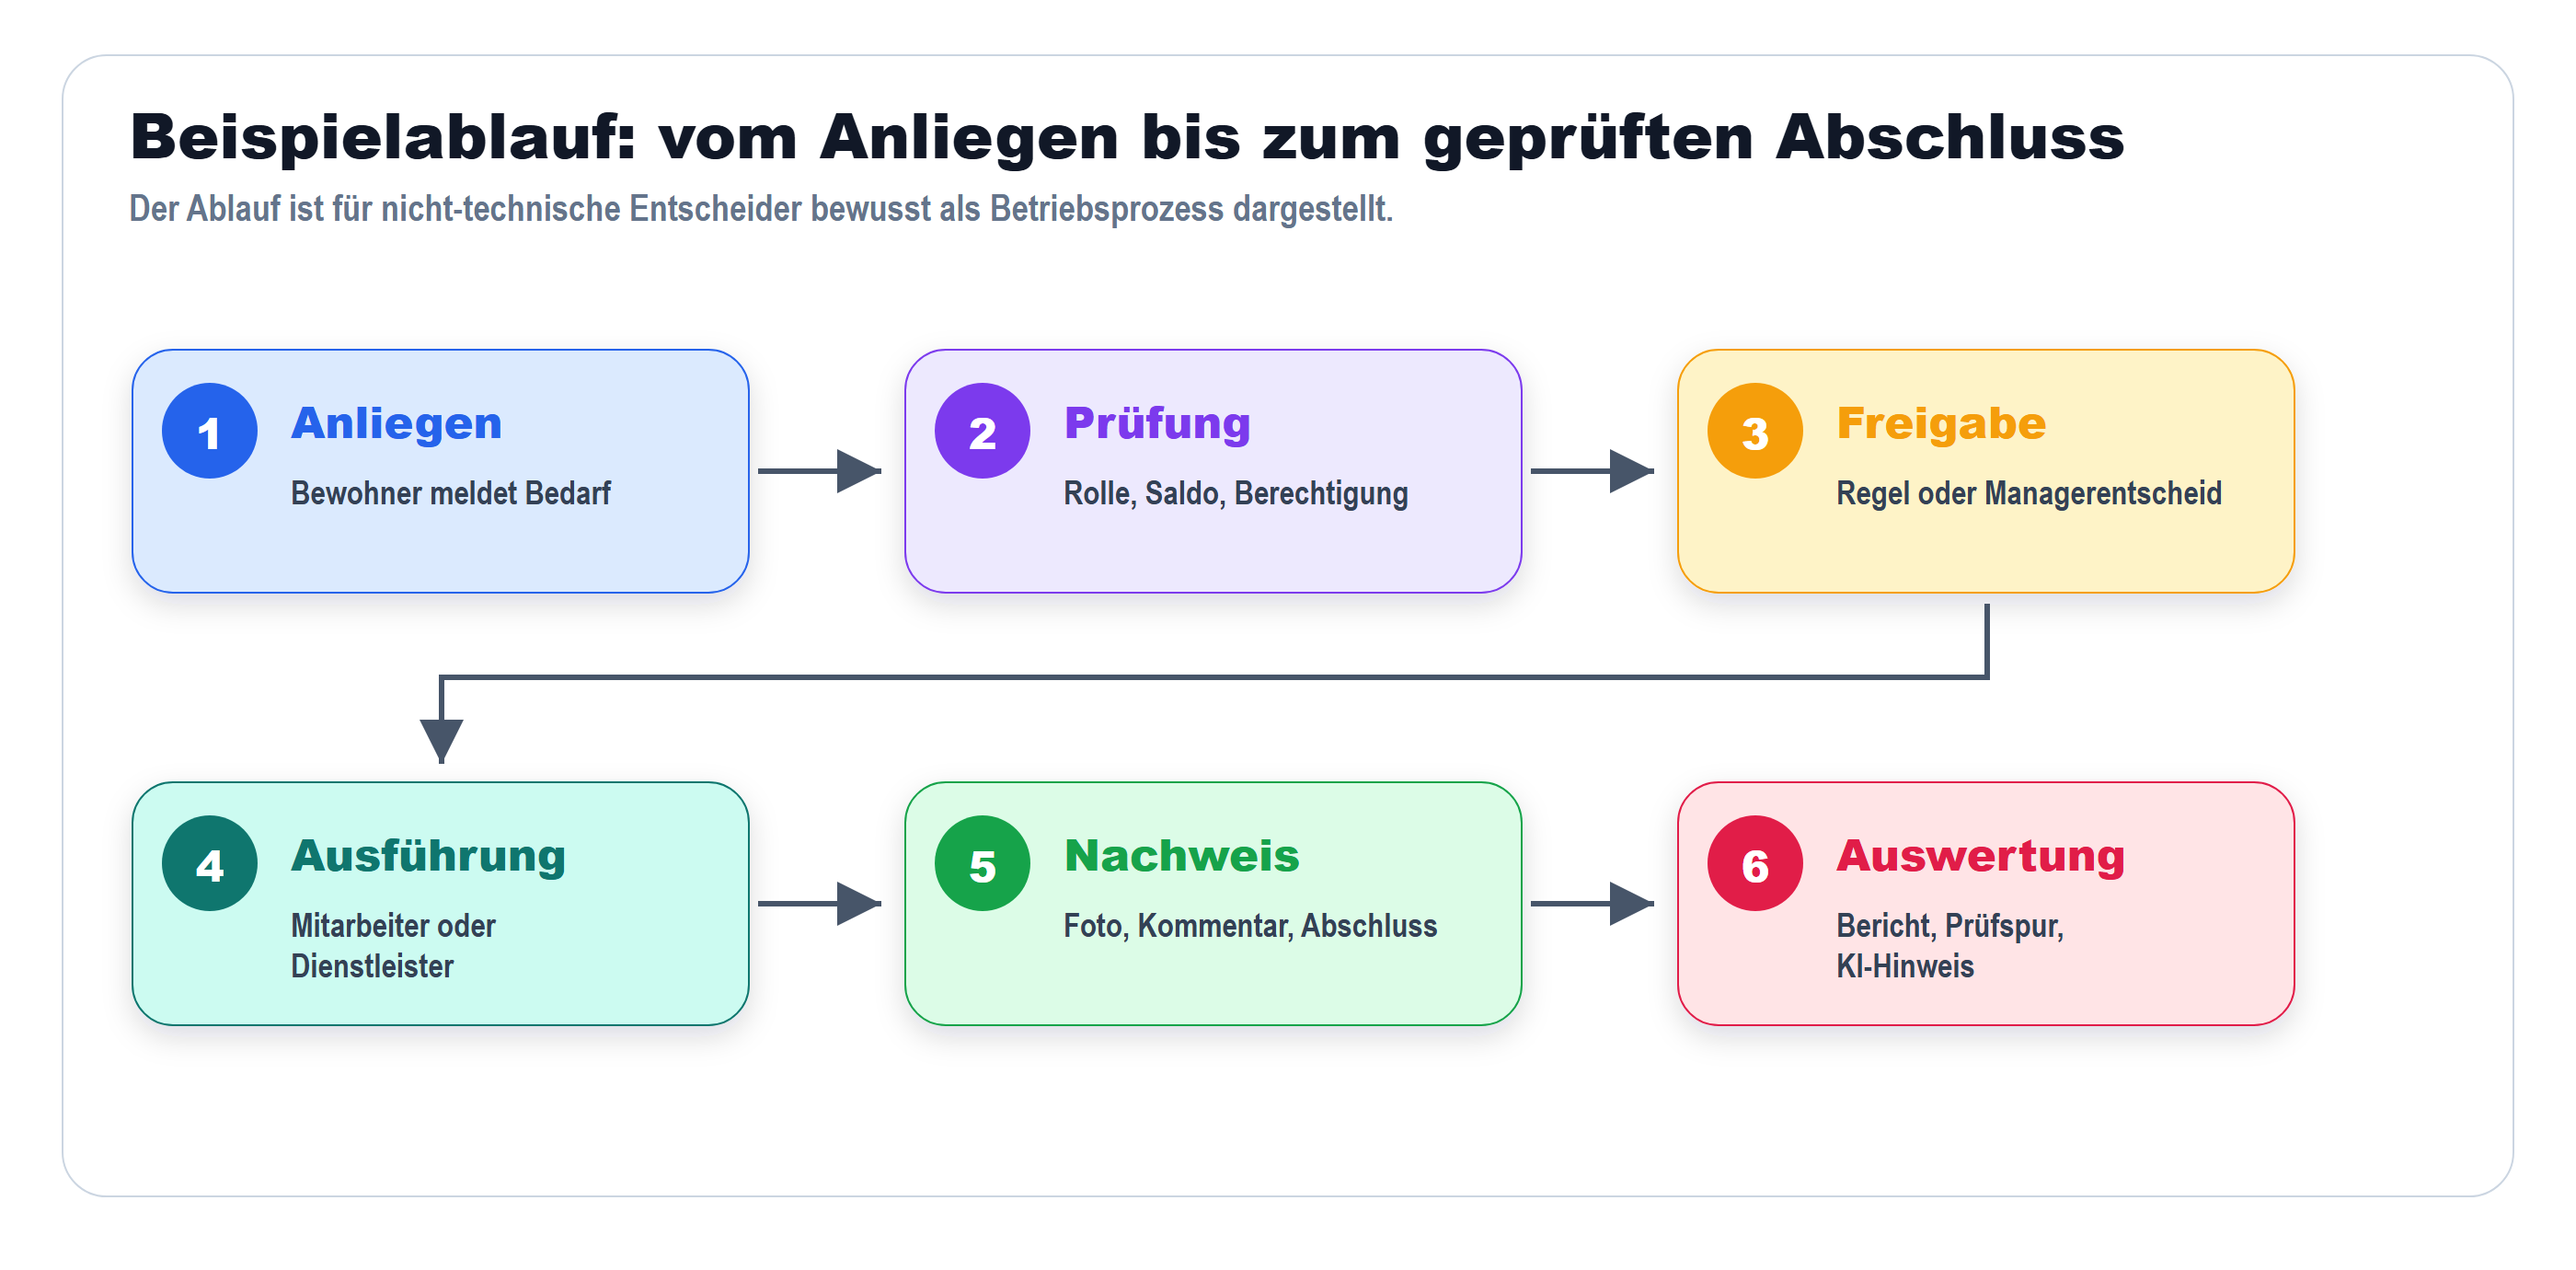 Beispielablauf: vom Anliegen bis zum geprüften Abschluss
Der Ablauf ist für nicht-technische Entscheider bewusst als Betriebsprozess dargestellt.
1
Anliegen
Bewohner meldet Bedarf
2
Prüfung
Rolle, Saldo, Berechtigung
3
Freigabe
Regel oder Managerentscheid
4
Ausführung
Mitarbeiter oder
Dienstleister
5
Nachweis
Foto, Kommentar, Abschluss
6
Auswertung
Bericht, Prüfspur,
KI-Hinweis